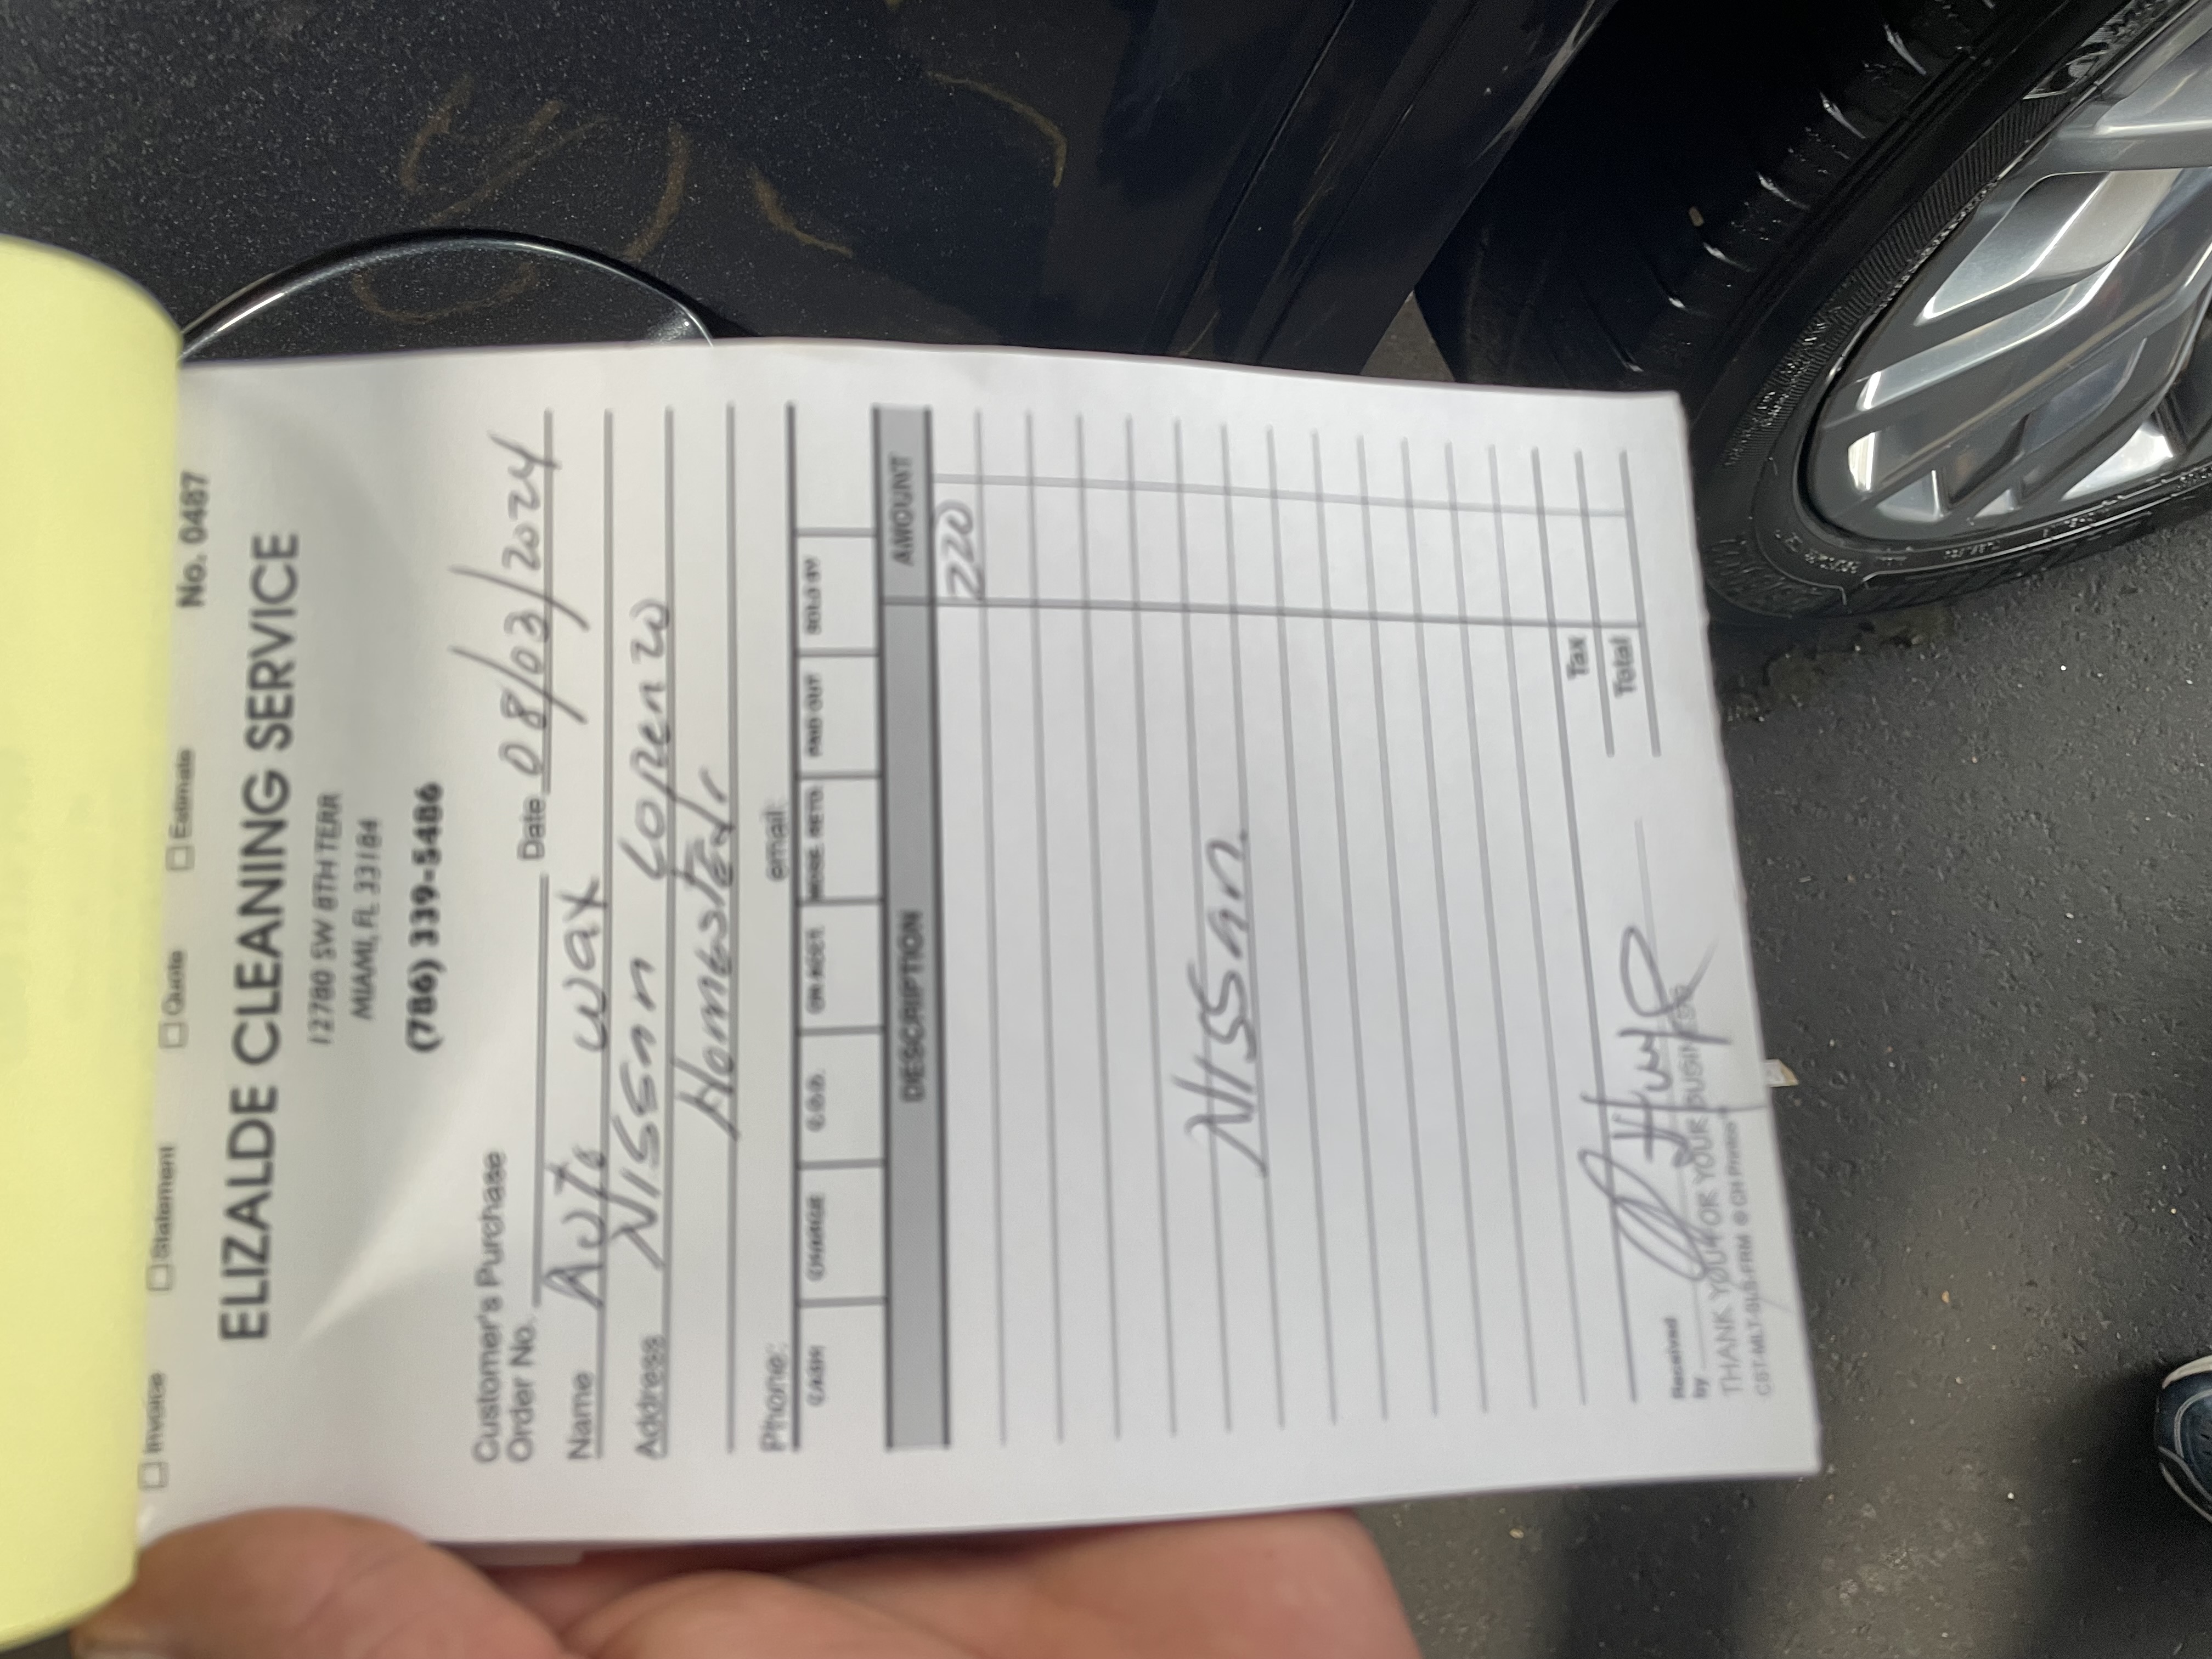 ☐ Invoice ☐ Statement ☐ Quote ☐ Estimate No. 0487
ELIZALDE CLEANING SERVICE
12780 SW 8TH TERR
MIAMI, FL 33184
(786) 339-5486
Customer's Purchase
Order No. Date 08/03/2024
Name Auto wax
Address Nissan Lorenzo
Homestedr
Phone: email:
CASH CHARGE C.O.D. ON ACCT. MDSE. RETD. PAID OUT SOLD BY
DESCRIPTION AMOUNT
220
Nissan.
Tax
Total
Received
by
THANK YOU FOR YOUR BUSINESS